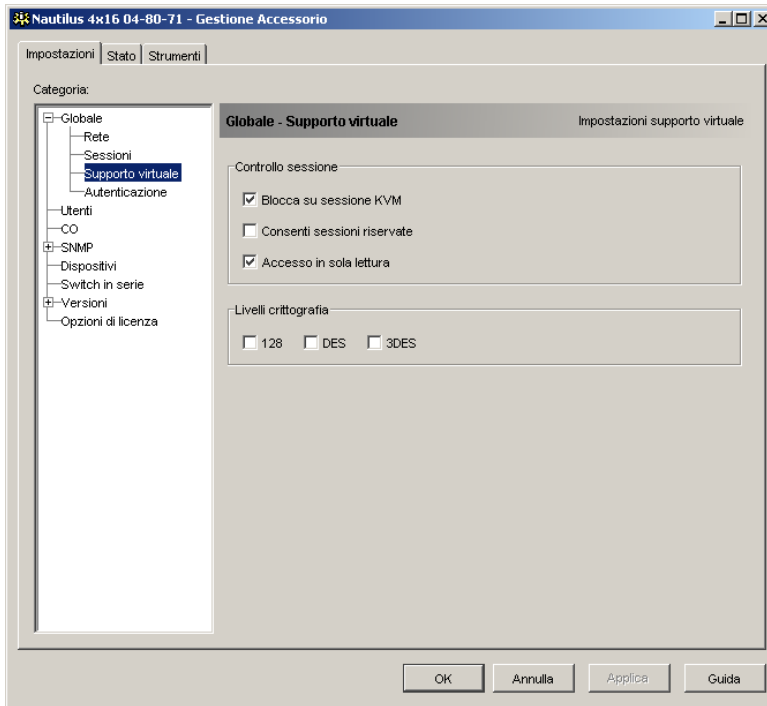 Nautilus 4x16 04-80-71 - Gestione Accessorio
Impostazioni Stato Strumenti
Categoria:
Globale
Rete
Sessioni
Supporto virtuale
Autenticazione
Utenti
CO
SNMP
Dispositivi
Switch in serie
Versioni
Opzioni di licenza
Globale - Supporto virtuale Impostazioni supporto virtuale
Controllo sessione
Blocca su sessione KVM
Consenti sessioni riservate
Accesso in sola lettura
Livelli crittografia
128 DES 3DES
OK Annulla Applica Guida